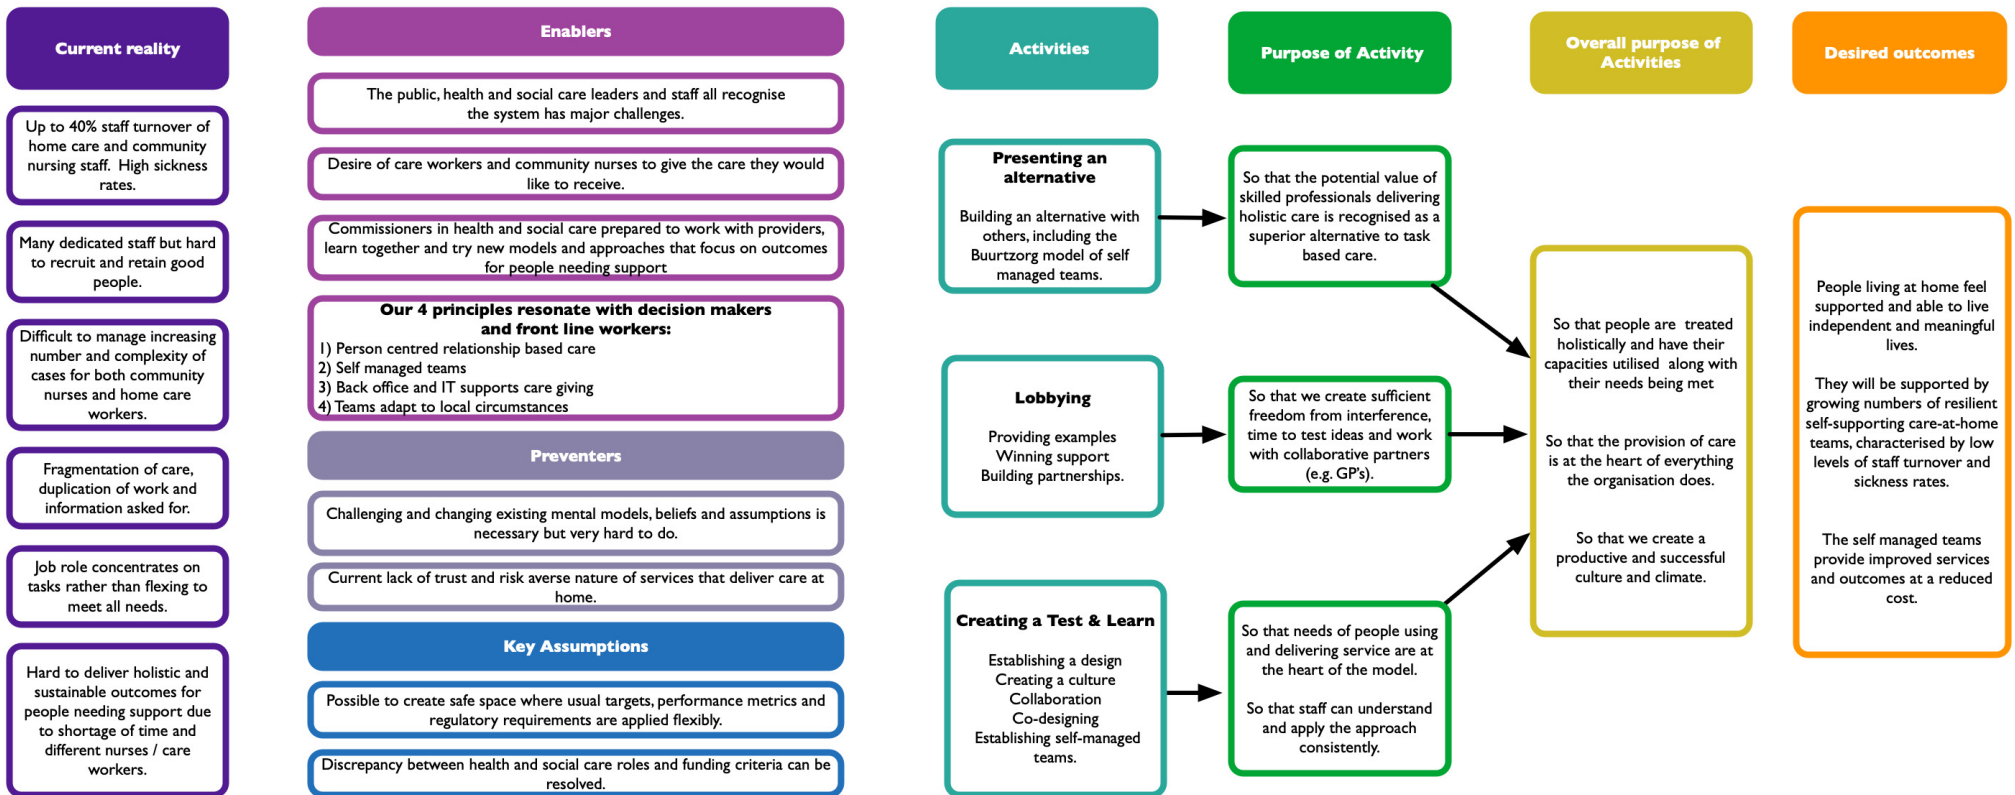 Current reality
Up to 40% staff turnover of
home care and community
nursing staff.  High sickness
rates.
Many dedicated staff but hard
to recruit and retain good
people.
Difficult to manage increasing
number and complexity of
cases for both community
nurses and home care
workers.
Fragmentation of care,
duplication of work and
information asked for.
Job role concentrates on
tasks rather than flexing to
meet all needs.
Hard to deliver holistic and
sustainable outcomes for
people needing support due
to shortage of time and
different nurses / care
workers.
Enablers
The public, health and social care leaders and staff all recognise
the system has major challenges.
Desire of care workers and community nurses to give the care they would
like to receive.
Commissioners in health and social care prepared to work with providers,
learn together and try new models and approaches that focus on outcomes
for people needing support
Our 4 principles resonate with decision makers
and front line workers:
1) Person centred relationship based care
2) Self managed teams
3) Back office and IT supports care giving
4) Teams adapt to local circumstances
Preventers
Challenging and changing existing mental models, beliefs and assumptions is
necessary but very hard to do.
Current lack of trust and risk averse nature of services that deliver care at
home.
Key Assumptions
Possible to create safe space where usual targets, performance metrics and
regulatory requirements are applied flexibly.
Discrepancy between health and social care roles and funding criteria can be
resolved.
Activities
Presenting an
alternative
Building an alternative with
others, including the
Buurtzorg model of self
managed teams.
Lobbying
Providing examples
Winning support
Building partnerships.
Creating a Test & Learn
Establishing a design
Creating a culture
Collaboration
Co-designing
Establishing self-managed
teams.
Purpose of Activity
So that the potential value of
skilled professionals delivering
holistic care is recognised as a
superior alternative to task
based care.
So that we create sufficient
freedom from interference,
time to test ideas and work
with collaborative partners
(e.g. GP's).
So that needs of people using
and delivering service are at
the heart of the model.
So that staff can understand
and apply the approach
consistently.
Overall purpose of
Activities
So that people are  treated
holistically and have their
capacities utilised  along with
their needs being met
So that the provision of care
is at the heart of everything
the organisation does.
So that we create a
productive and successful
culture and climate.
Desired outcomes
People living at home feel
supported and able to live
independent and meaningful
lives.
They will be supported by
growing numbers of resilient
self-supporting care-at-home
teams, characterised by low
levels of staff turnover and
sickness rates.
The self managed teams
provide improved services
and outcomes at a reduced
cost.